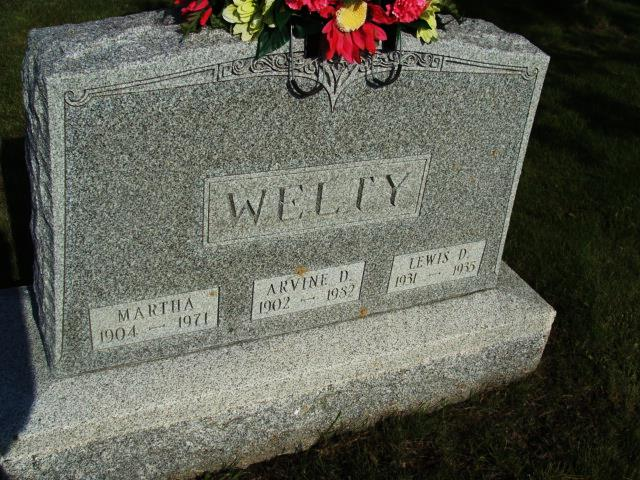 WELTY
MARTHA
1904 — 1971
ARVINE D.
1902 — 1982
LEWIS D.
1931 — 1935